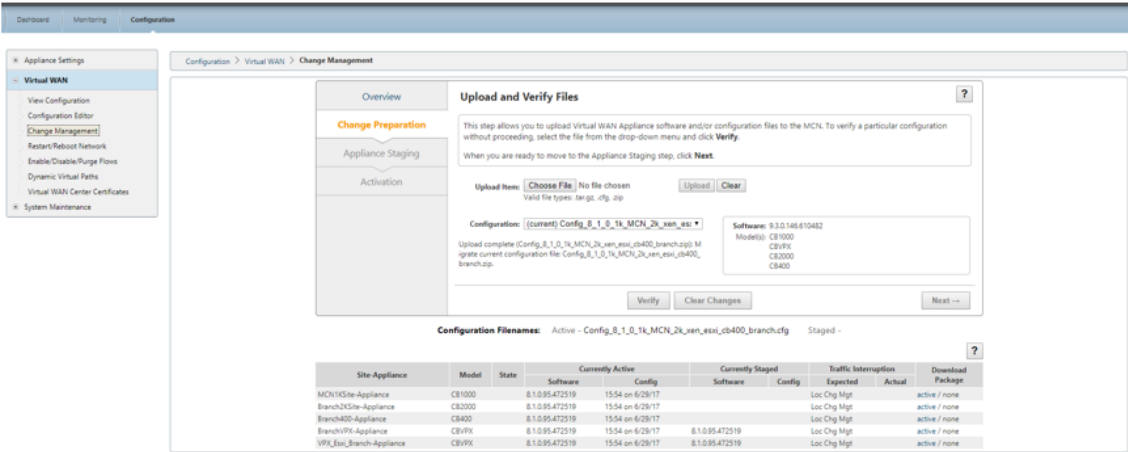 Dashboard Monitoring Configuration
Appliance Settings
Virtual WAN
View Configuration
Configuration Editor
Change Management
Restart/Reboot Network
Enable/Disable/Purge Flows
Dynamic Virtual Paths
Virtual WAN Center Certificates
System Maintenance
Configuration > Virtual WAN > Change Management
Overview
Change Preparation
Appliance Staging
Activation
Upload and Verify Files ?
This step allows you to upload Virtual WAN Appliance software and/or configuration files to the MCN. To verify a particular configuration
without proceeding, select the file from the drop-down menu and click Verify.
When you are ready to move to the Appliance Staging step, click Next.
Upload Item: Choose File No file chosen Upload Clear
Valid file types: .tar.gz, .cfg, .zip
Configuration: (current) Config_8_1_0_1k_MCN_2k_xen_es:
Upload complete (Config_8_1_0_1k_MCN_2k_xen_esxi_cb400_branch.zip): M
igrate current configuration file: Config_8_1_0_1k_MCN_2k_xen_esxi_cb400_
branch.zip.
Software: 9.3.0.146.610482
Model(s): CB1000
CBVPX
CB2000
CB400
Verify Clear Changes Next →
Configuration Filenames: Active - Config_8_1_0_1k_MCN_2k_xen_esxi_cb400_branch.cfg Staged -
?
Site-Appliance Model State Currently Active Currently Staged Traffic Interruption Download Package
Software Config Software Config Expected Actual
MCN1KSite-Appliance CB1000 8.1.0.95.472519 15:54 on 6/29/17 Loc Chg Mgt active / none
Branch2KSite-Appliance CB2000 8.1.0.95.472519 15:54 on 6/29/17 Loc Chg Mgt active / none
Branch400-Appliance CB400 8.1.0.95.472519 15:54 on 6/29/17 Loc Chg Mgt active / none
BranchVPX-Appliance CBVPX 8.1.0.95.472519 15:54 on 6/29/17 8.1.0.95.472519 Loc Chg Mgt active / none
VPX_Esxi_Branch-Appliance CBVPX 8.1.0.95.472519 15:54 on 6/29/17 8.1.0.95.472519 Loc Chg Mgt active / none